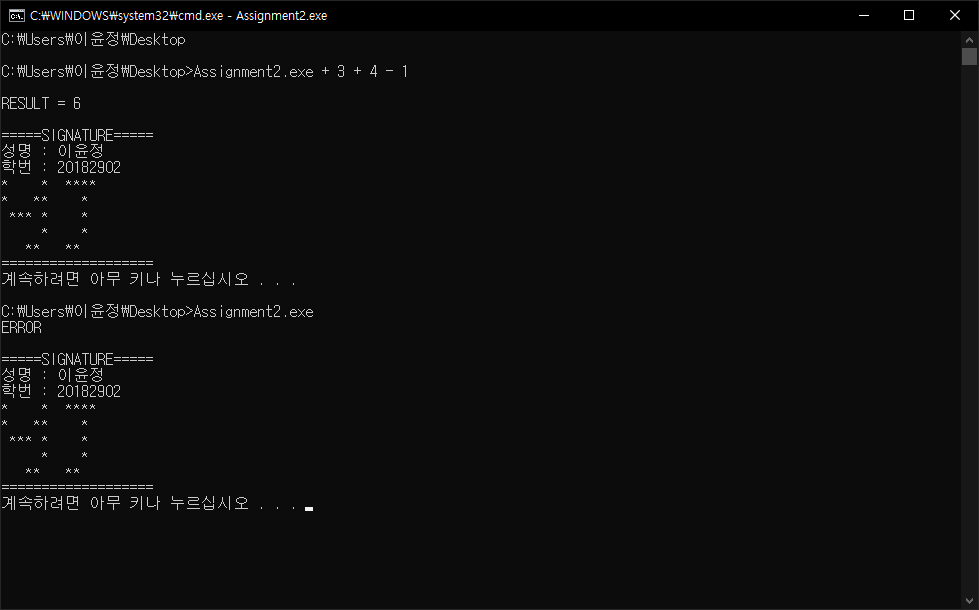 C:\WINDOWS\system32\cmd.exe - Assignment2.exe
C:\Users\이윤정\Desktop
C:\Users\이윤정\Desktop>Assignment2.exe + 3 + 4 - 1
RESULT = 6
=====SIGNATURE=====
성명 : 이윤정
학번 : 20182902
*    *  ****
*   **    *
 *** *    *
     *    *
   **   **
===================
계속하려면 아무 키나 누르십시오 . . .
C:\Users\이윤정\Desktop>Assignment2.exe
ERROR
=====SIGNATURE=====
성명 : 이윤정
학번 : 20182902
*    *  ****
*   **    *
 *** *    *
     *    *
   **   **
===================
계속하려면 아무 키나 누르십시오 . . .